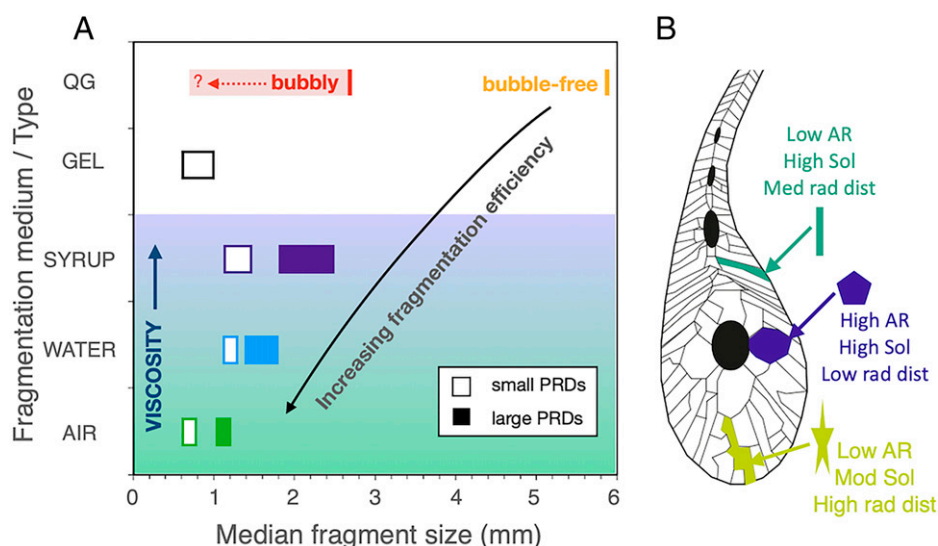 A
B
QG
GEL
SYRUP
WATER
AIR
Fragmentation medium / Type
VISCOSITY
? bubbly
bubble-free
Increasing fragmentation efficiency
small PRDs
large PRDs
0 1 2 3 4 5 6
Median fragment size (mm)
Low AR
High Sol
Med rad dist
High AR
High Sol
Low rad dist
Low AR
Mod Sol
High rad dist